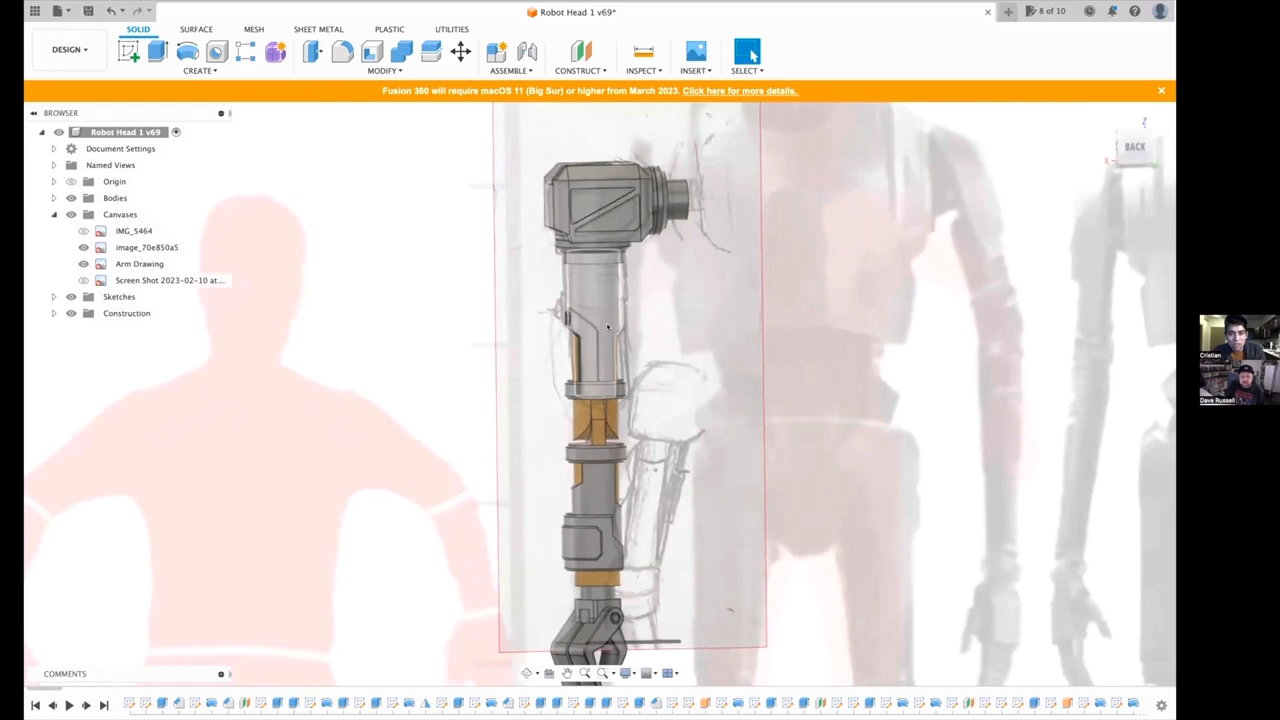 Robot Head 1 v69*
8 of 10
DESIGN
SOLID SURFACE MESH SHEET METAL PLASTIC UTILITIES
CREATE MODIFY ASSEMBLE CONSTRUCT INSPECT INSERT SELECT
Fusion 360 will require macOS 11 (Big Sur) or higher from March 2023. Click here for more details.
BROWSER
Robot Head 1 v69
Document Settings
Named Views
Origin
Bodies
Canvases
IMG_5464
image_70e850a5
Arm Drawing
Screen Shot 2023-02-10 at...
Sketches
Construction
Z
BACK
X
Cristian
Dave Russell
COMMENTS